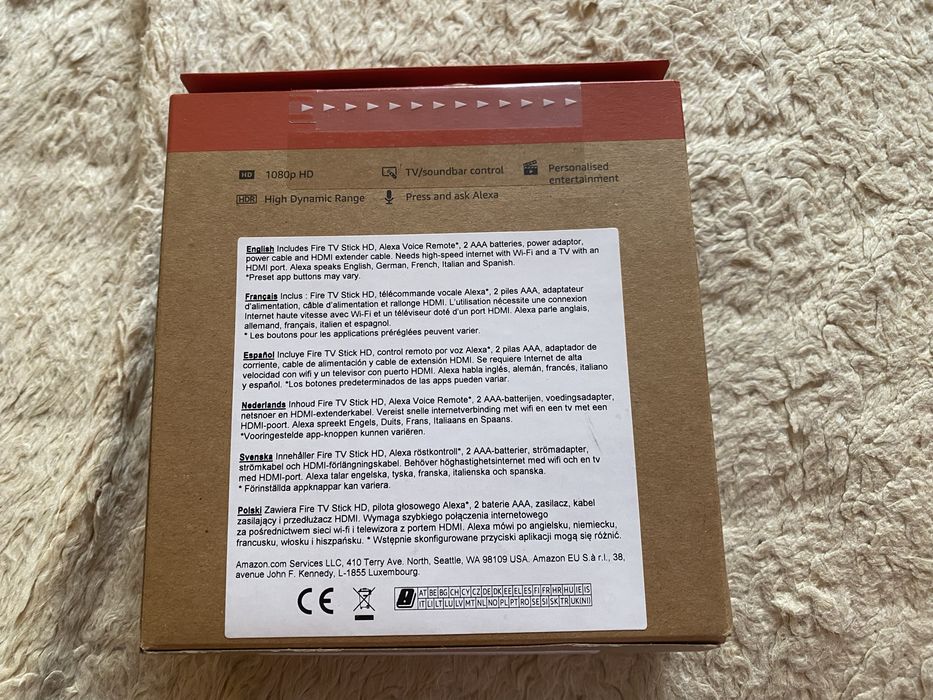 HD 1080p HD
TV/soundbar control
Personalised
entertainment
HDR High Dynamic Range
Press and ask Alexa
English Includes Fire TV Stick HD, Alexa Voice Remote*, 2 AAA batteries, power adaptor,
power cable and HDMI extender cable. Needs high-speed internet with Wi-Fi and a TV with an
HDMI port. Alexa speaks English, German, French, Italian and Spanish.
*Preset app buttons may vary.
Français Inclus : Fire TV Stick HD, télécommande vocale Alexa*, 2 piles AAA, adaptateur
d'alimentation, câble d'alimentation et rallonge HDMI. L'utilisation nécessite une connexion
Internet haute vitesse avec Wi-Fi et un téléviseur doté d'un port HDMI. Alexa parle anglais,
allemand, français, italien et espagnol.
* Les boutons pour les applications préréglées peuvent varier.
Español Incluye Fire TV Stick HD, control remoto por voz Alexa*, 2 pilas AAA, adaptador de
corriente, cable de alimentación y cable de extensión HDMI. Se requiere Internet de alta
velocidad con wifi y un televisor con puerto HDMI. Alexa habla inglés, alemán, francés, italiano
y español. *Los botones predeterminados de las apps pueden variar.
Nederlands Inhoud Fire TV Stick HD, Alexa Voice Remote*, 2 AAA-batterijen, voedingsadapter,
netsnoer en HDMI-extenderkabel. Vereist snelle internetverbinding met wifi en een tv met een
HDMI-poort. Alexa spreekt Engels, Duits, Frans, Italiaans en Spaans.
*Vooringestelde app-knoppen kunnen variëren.
Svenska Innehåller Fire TV Stick HD, Alexa röstkontroll*, 2 AAA-batterier, strömadapter,
strömkabel och HDMI-förlängningskabel. Behöver höghastighetsinternet med wifi och en tv
med HDMI-port. Alexa talar engelska, tyska, franska, italienska och spanska.
* Förinställda appknappar kan variera.
Polski Zawiera Fire TV Stick HD, pilota głosowego Alexa*, 2 baterie AAA, zasilacz, kabel
zasilający i przedłużacz HDMI. Wymaga szybkiego połączenia internetowego
za pośrednictwem sieci wi-fi i telewizora z portem HDMI. Alexa mówi po angielsku, niemiecku,
francusku, włosku i hiszpańsku. * Wstępnie skonfigurowane przyciski aplikacji mogą się różnić.
Amazon.com Services LLC, 410 Terry Ave. North, Seattle, WA 98109 USA. Amazon EU S.à r.l., 38,
avenue John F. Kennedy, L-1855 Luxembourg.
CE
AT BE BG CH CY CZ DE DK EE EL ES FI FR HR HU IE IS
IT LI LT LU LV MT NL NO PL PT RO SE SI SK TR UK(NI)